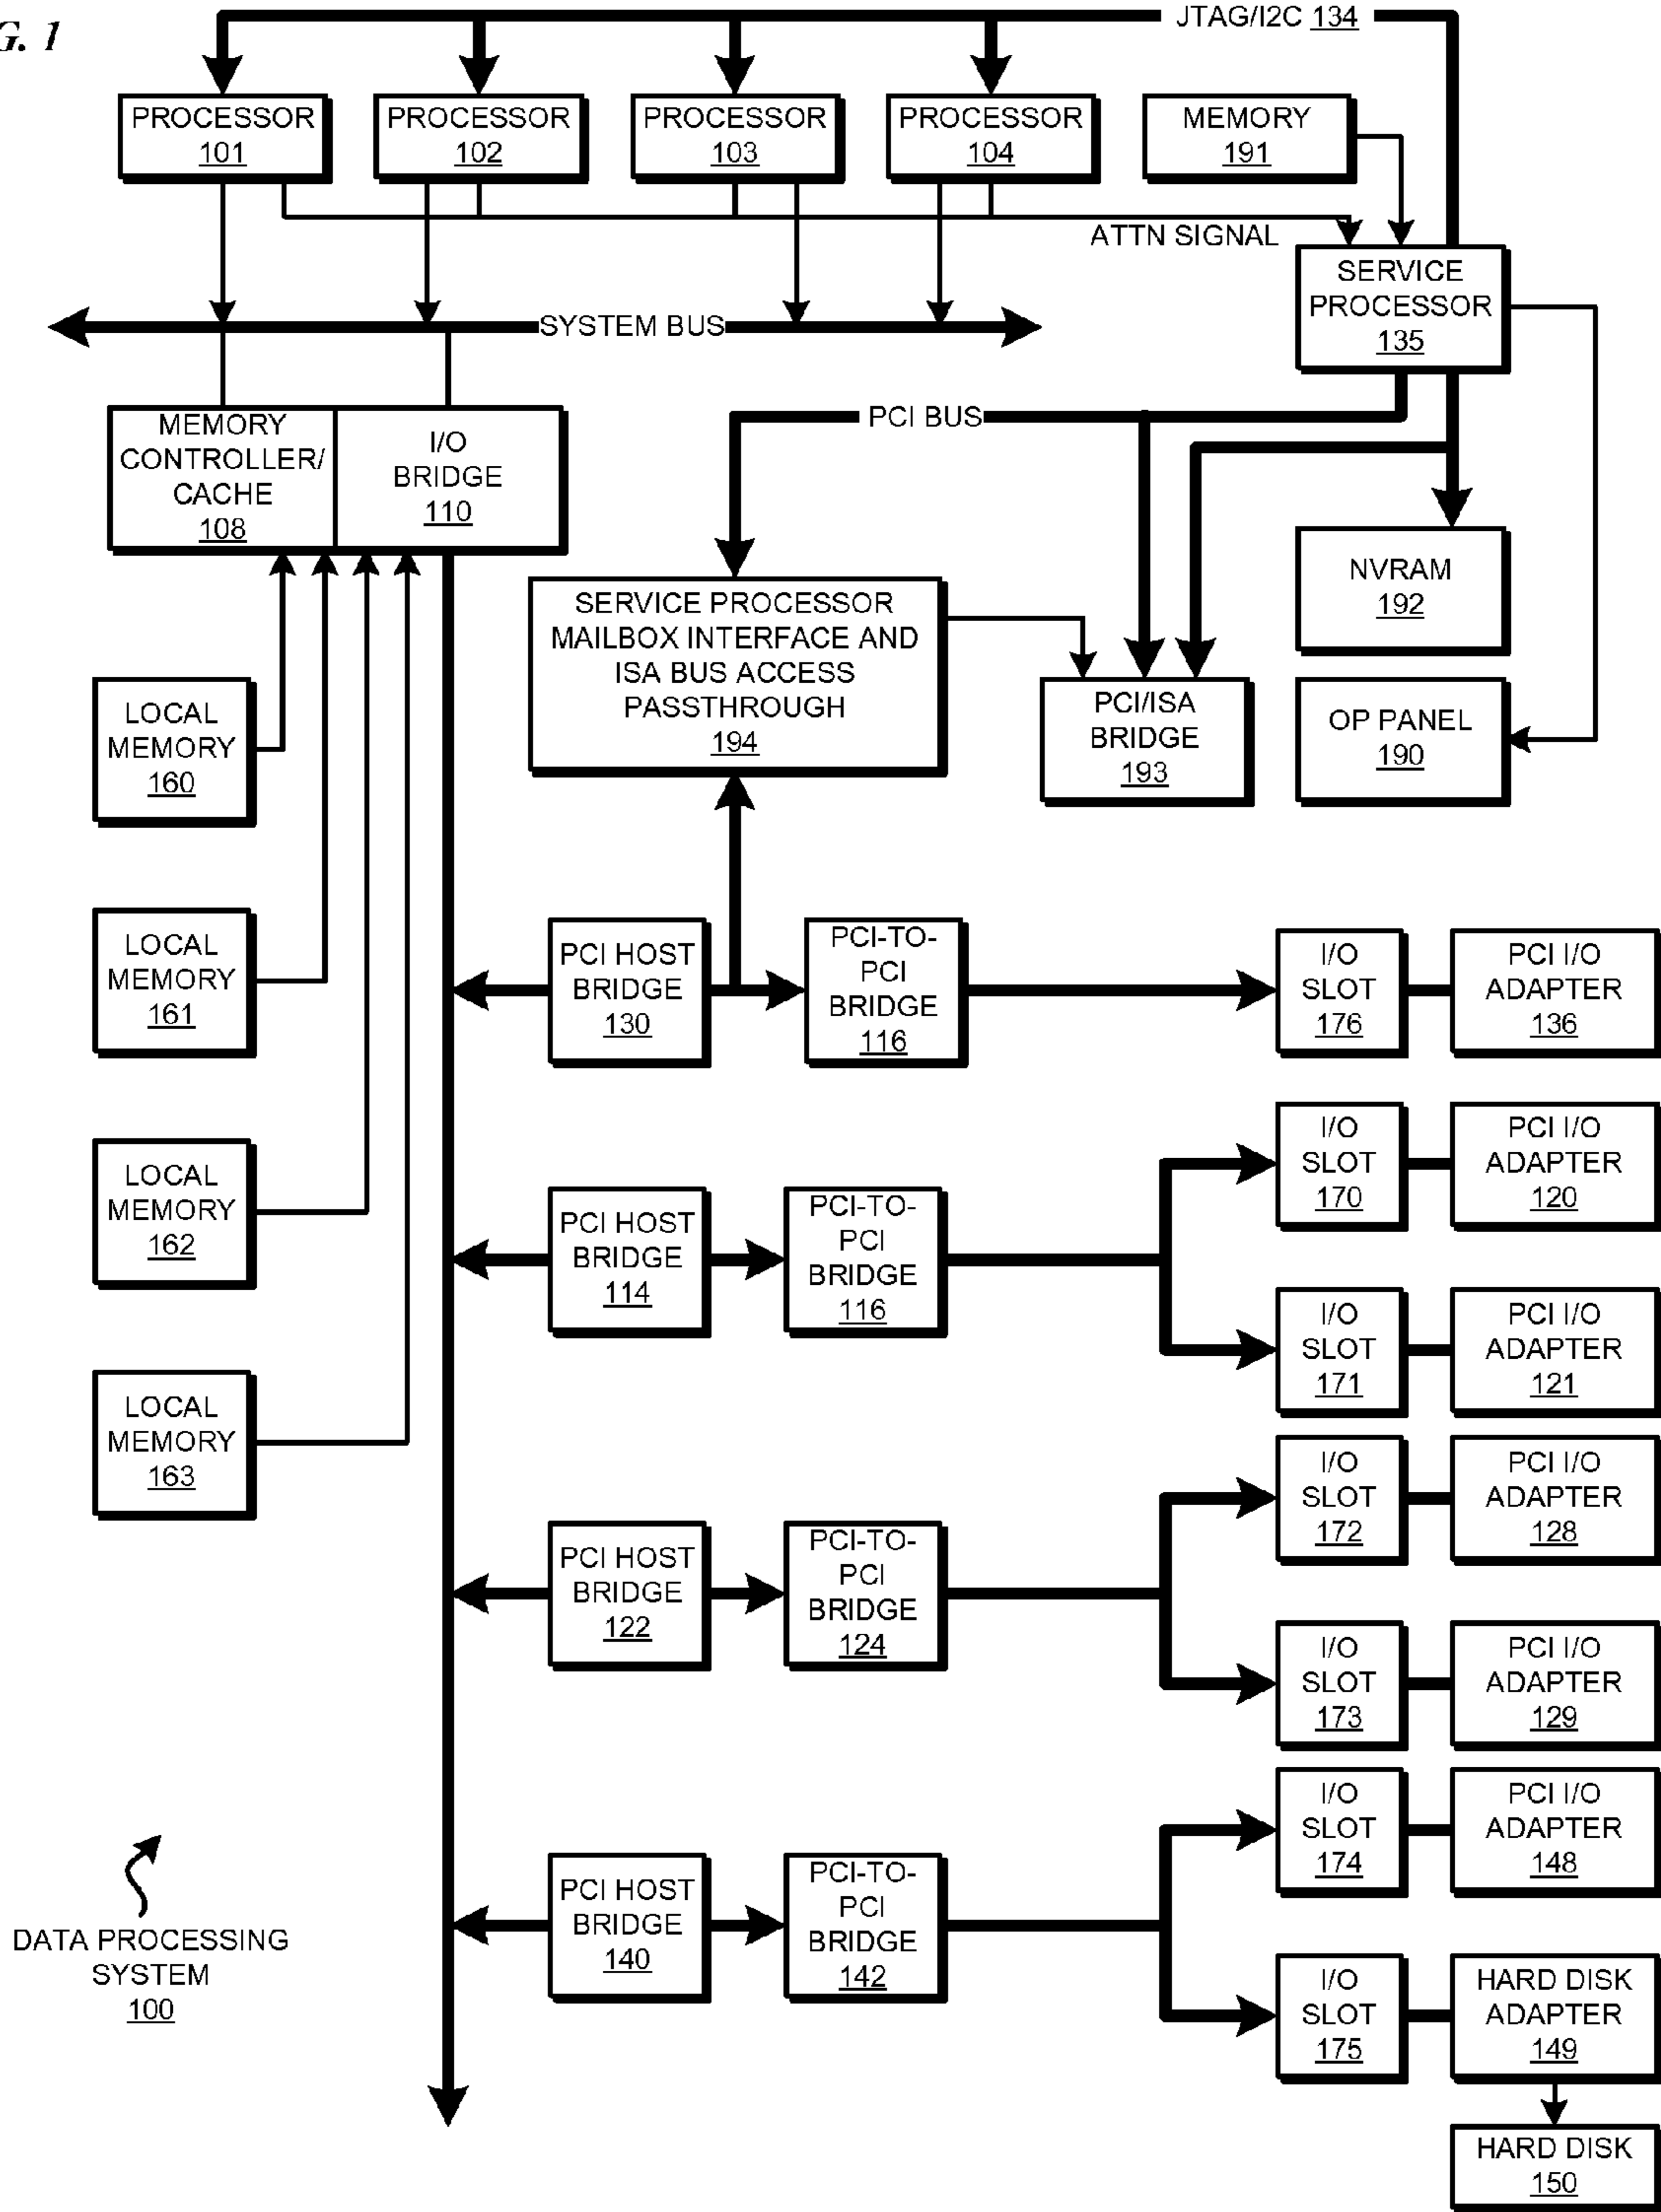 G. 1
JTAG/I2C 134
PROCESSOR
101
PROCESSOR
102
PROCESSOR
103
PROCESSOR
104
MEMORY
191
ATTN SIGNAL
SERVICE
PROCESSOR
135
SYSTEM BUS
MEMORY
CONTROLLER/
CACHE
108
I/O
BRIDGE
110
PCI BUS
NVRAM
192
SERVICE PROCESSOR
MAILBOX INTERFACE AND
ISA BUS ACCESS
PASSTHROUGH
194
PCI/ISA
BRIDGE
193
OP PANEL
190
LOCAL
MEMORY
160
LOCAL
MEMORY
161
LOCAL
MEMORY
162
LOCAL
MEMORY
163
PCI HOST
BRIDGE
130
PCI-TO-
PCI
BRIDGE
116
I/O
SLOT
176
PCI I/O
ADAPTER
136
PCI HOST
BRIDGE
114
PCI-TO-
PCI
BRIDGE
116
I/O
SLOT
170
PCI I/O
ADAPTER
120
I/O
SLOT
171
PCI I/O
ADAPTER
121
PCI HOST
BRIDGE
122
PCI-TO-
PCI
BRIDGE
124
I/O
SLOT
172
PCI I/O
ADAPTER
128
I/O
SLOT
173
PCI I/O
ADAPTER
129
PCI HOST
BRIDGE
140
PCI-TO-
PCI
BRIDGE
142
I/O
SLOT
174
PCI I/O
ADAPTER
148
I/O
SLOT
175
HARD DISK
ADAPTER
149
HARD DISK
150
DATA PROCESSING
SYSTEM
100